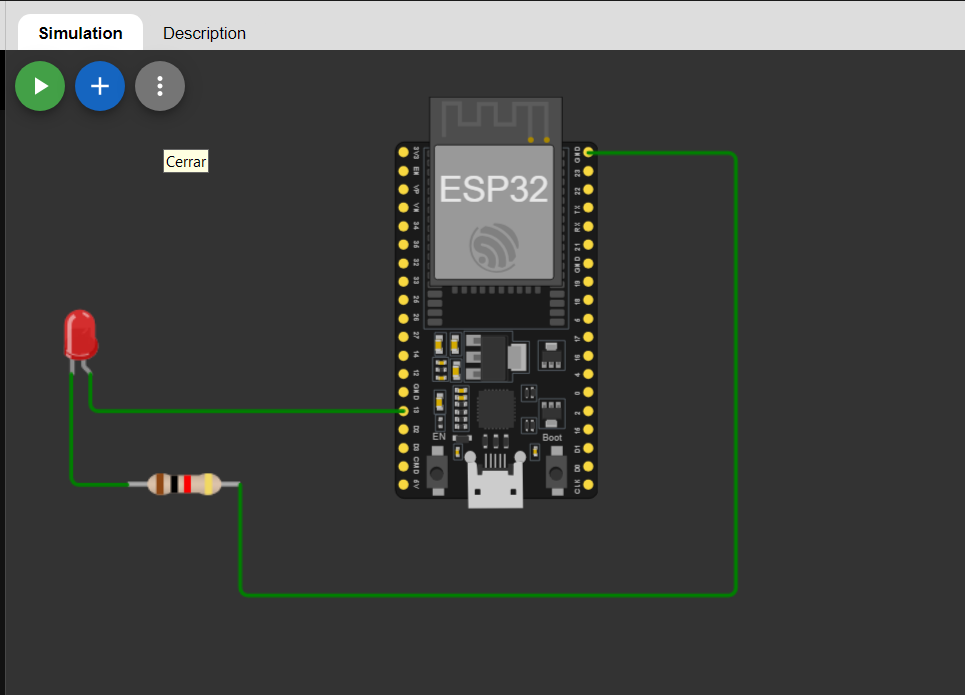 Simulation
Description
Cerrar
ESP32
3V3
EN
VP
VN
34
35
32
33
25
26
27
14
12
GND
13
D2
D3
CMD
5V
GND
23
22
TX
RX
21
GND
19
18
5
17
16
4
0
2
15
D1
D0
CLK
EN
Boot